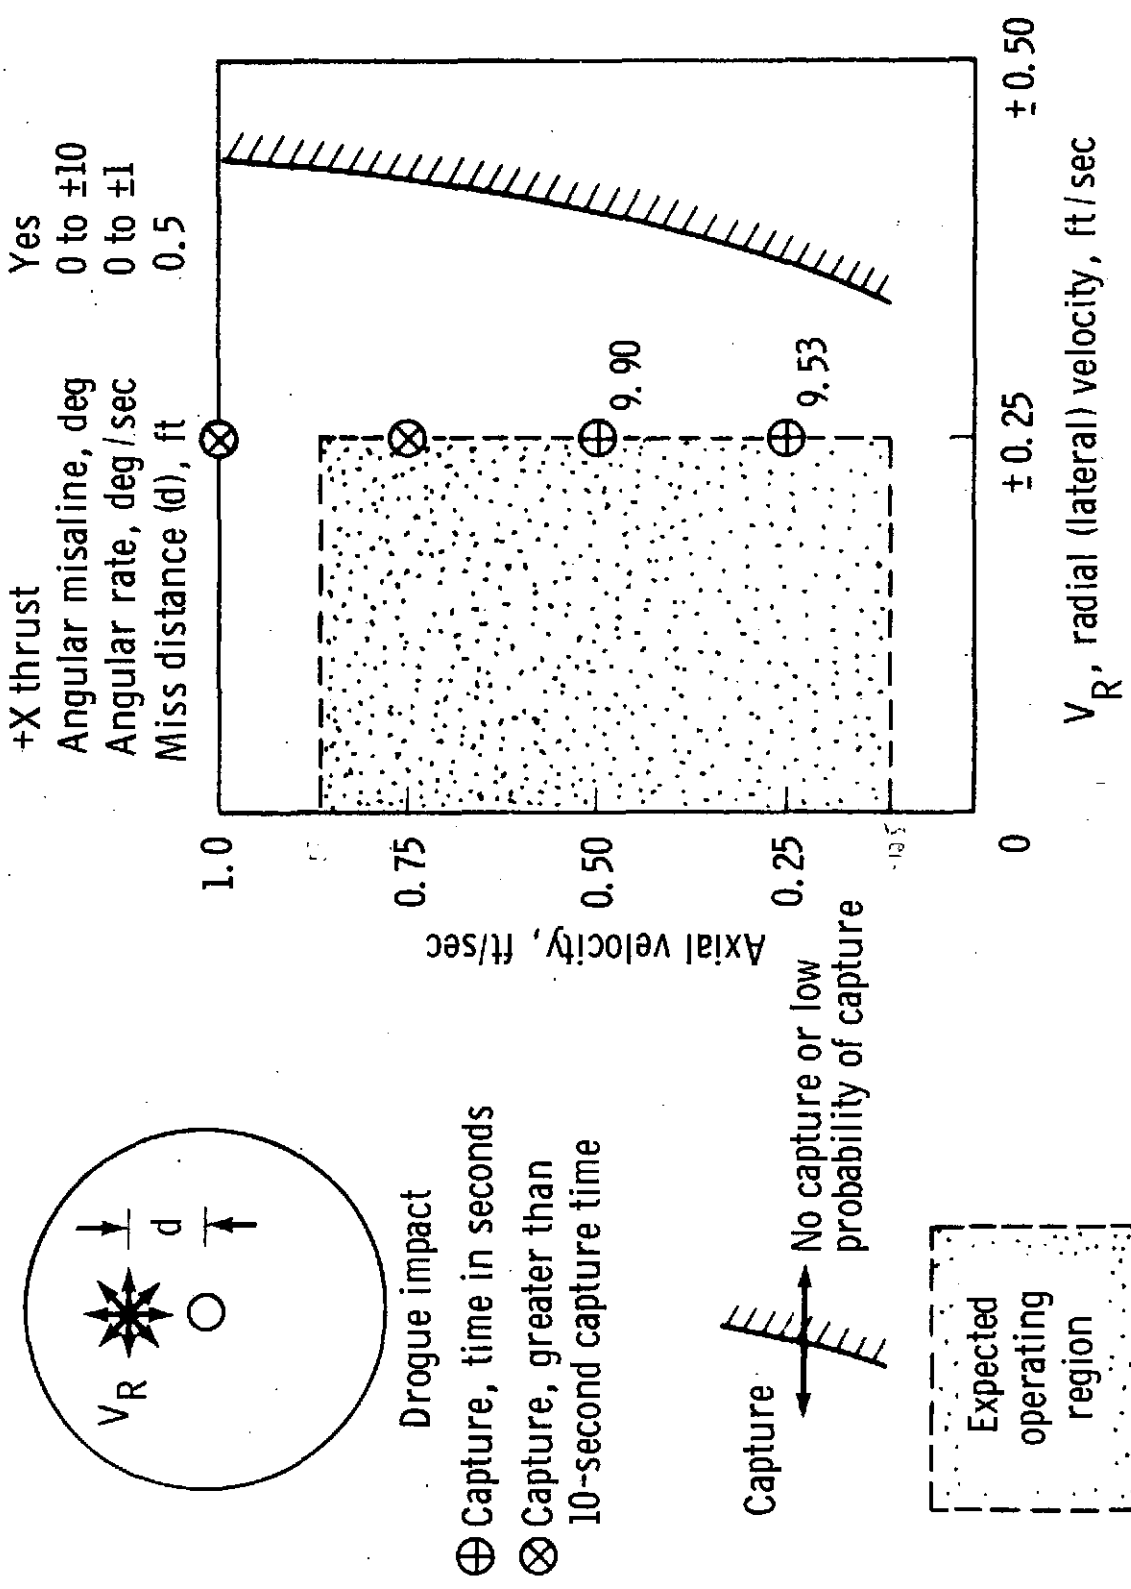 +X thrust Yes
Angular misaline, deg 0 to ±10
Angular rate, deg/sec 0 to ±1
Miss distance (d), ft 0.5
V_R
d
Drogue impact
⊕ Capture, time in seconds
⊗ Capture, greater than
10-second capture time
Capture
No capture or low
probability of capture
Expected
operating
region
Axial velocity, ft/sec
1.0
0.75
0.50
0.25
0
9.90
9.53
±0.25
±0.50
V_R, radial (lateral) velocity, ft/sec